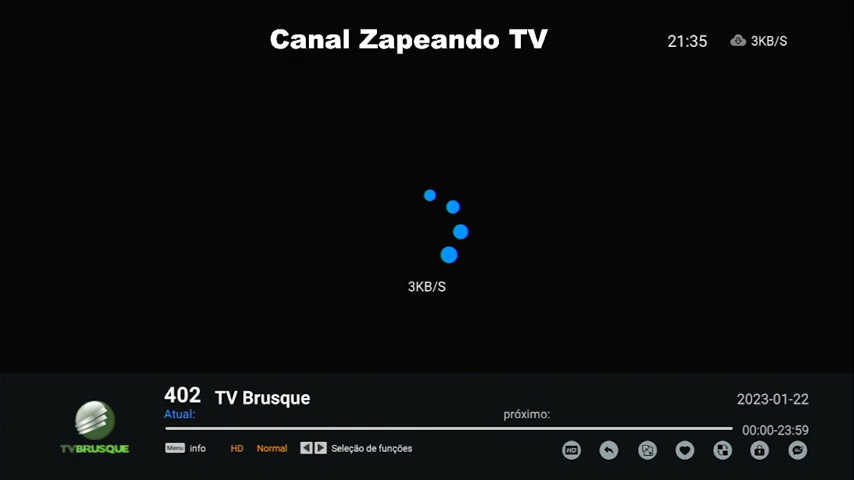 Canal Zapeando TV
21:35
3KB/S
3KB/S
402 TV Brusque
2023-01-22
Atual:
próximo:
00:00-23:59
TVBRUSQUE
Menu info HD Normal Seleção de funções
HD